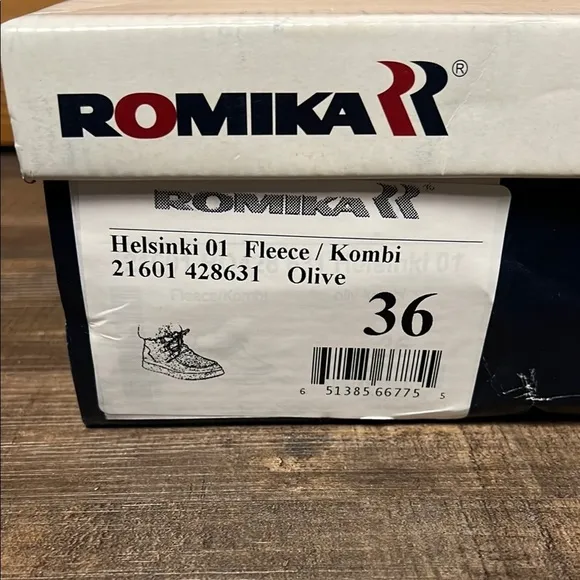 ROMIKA ®
ROMIKA
Helsinki 01 Fleece / Kombi
21601 428631 Olive
36
6 51385 66775 5